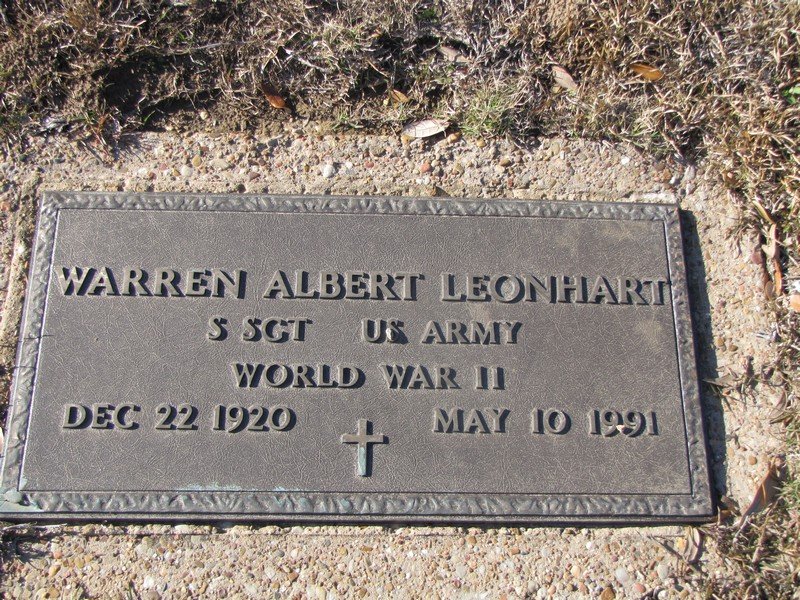 WARREN ALBERT LEONHART
S SGT US ARMY
WORLD WAR II
DEC 22 1920 MAY 10 1991